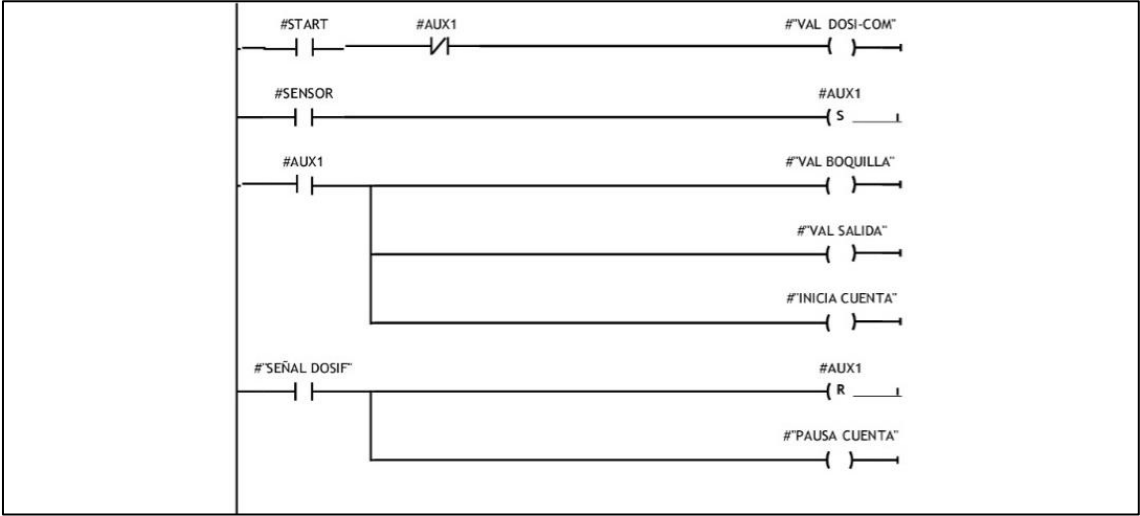 #START #AUX1 #"VAL DOSI-COM"
#SENSOR #AUX1
S
#AUX1 #"VAL BOQUILLA"
#"VAL SALIDA"
#"INICIA CUENTA"
#"SEÑAL DOSIF" #AUX1
R
#"PAUSA CUENTA"